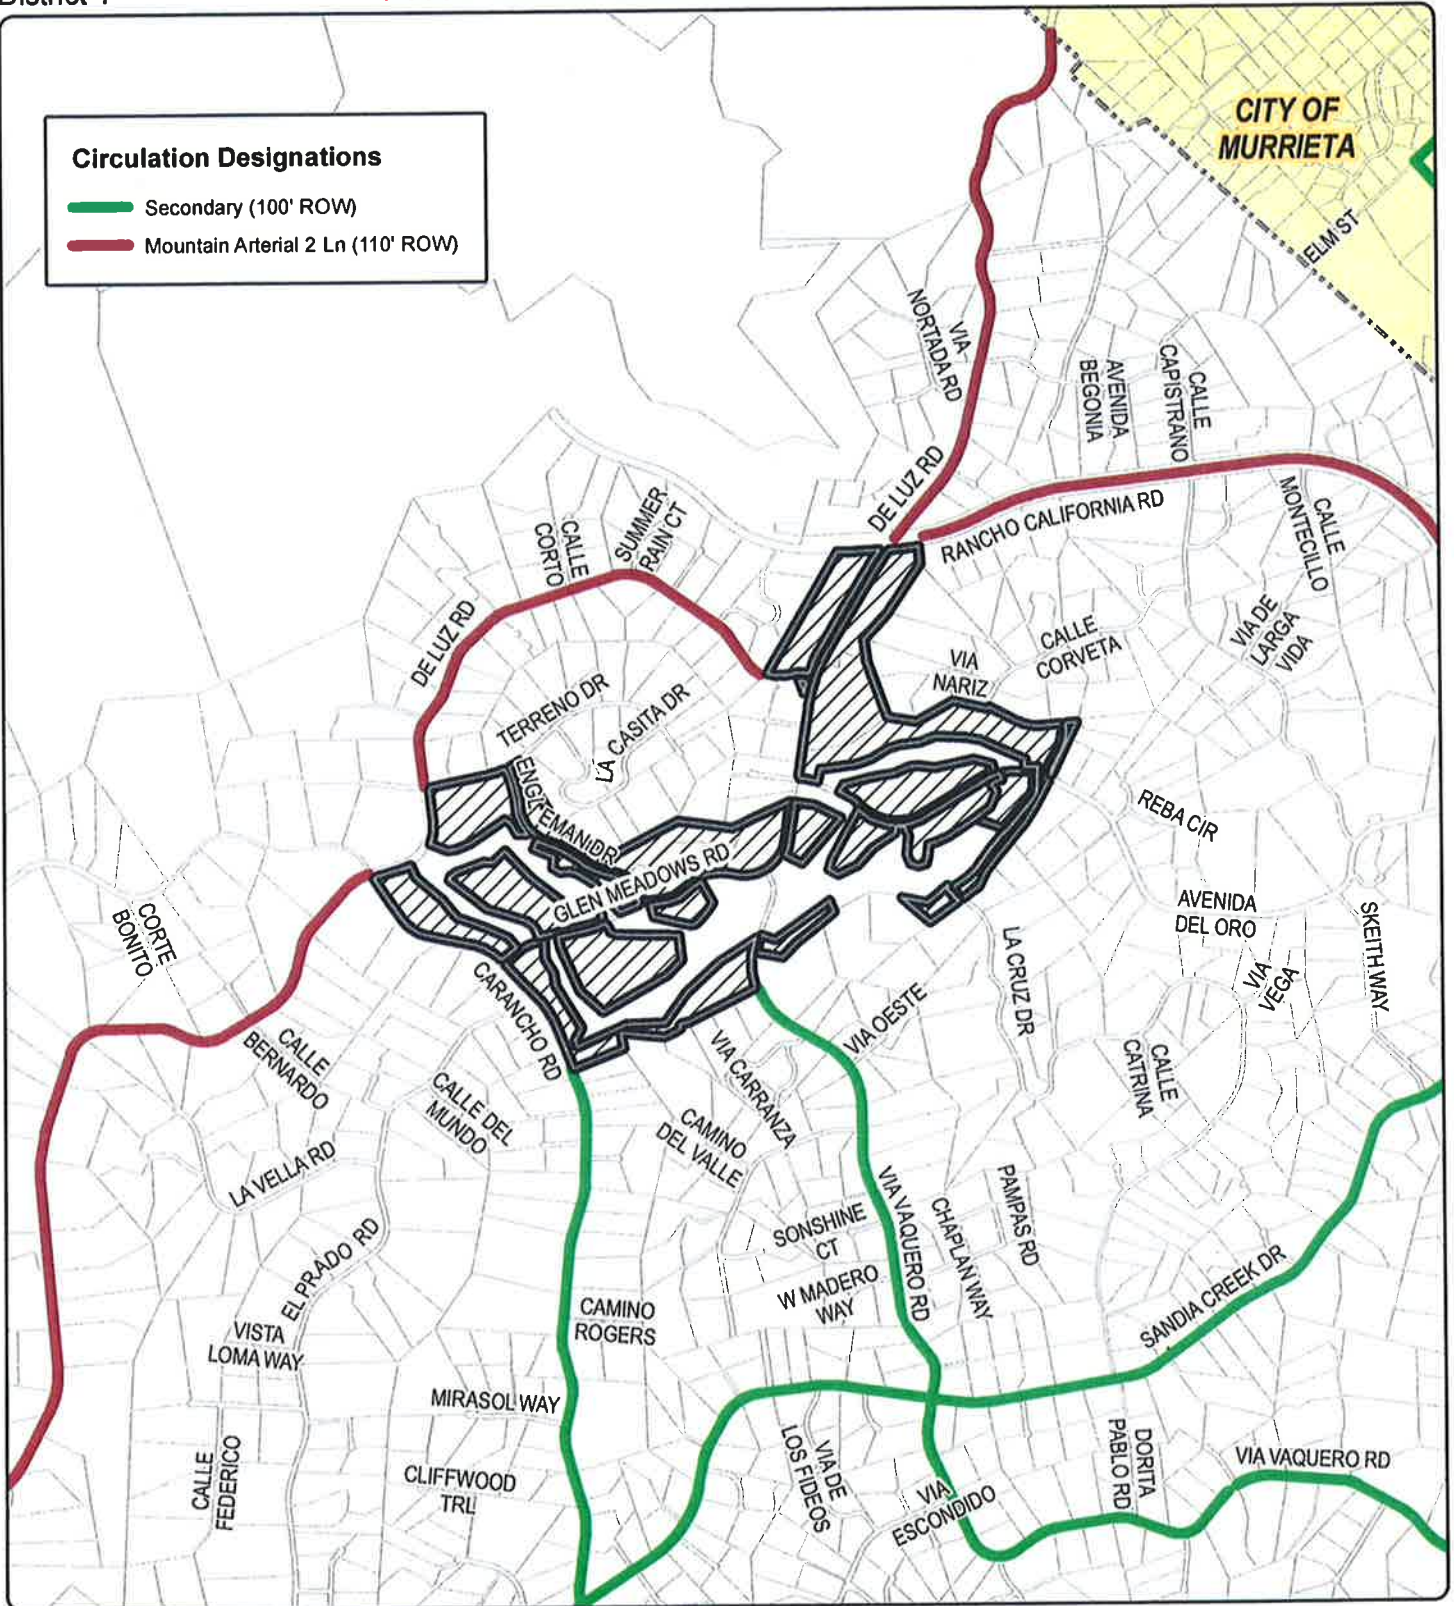 CITY OF
MURRIETA
Circulation Designations
Secondary (100' ROW)
Mountain Arterial 2 Ln (110' ROW)
ELM ST
VIA
NORTADA RD
AVENIDA
BEGONIA
CALLE
CAPISTRANO
DE LUZ RD
RANCHO CALIFORNIA RD
CALLE
MONTECILLO
SUMMER
RAIN CT
CALLE
CORTO
DE LUZ RD
VIA DE
LARGA
VIDA
CALLE
CORVETA
VIA
NARIZ
TERRENO DR
LA CASITA DR
ENGLEMAN DR
GLEN MEADOWS RD
REBA CIR
AVENIDA
DEL ORO
SKEITH WAY
CORTE
BONITO
LA CRUZ DR
VIA
VEGA
CARANCHO RD
VIA OESTE
CALLE
BERNARDO
VIA CARRANZA
CALLE
CATRINA
CALLE DEL
MUNDO
CAMINO
DEL VALLE
LA VELLA RD
VIA VAQUERO RD
PAMPAS RD
CHAPLAN WAY
SONSHINE
CT
EL PRADO RD
W MADERO
WAY
SANDIA CREEK DR
CAMINO
ROGERS
VISTA
LOMA WAY
MIRASOL WAY
CALLE
FEDERICO
CLIFFWOOD
TRL
VIA DE
LOS FIDEOS
VIA
ESCONDIDO
DORITA
PABLO RD
VIA VAQUERO RD